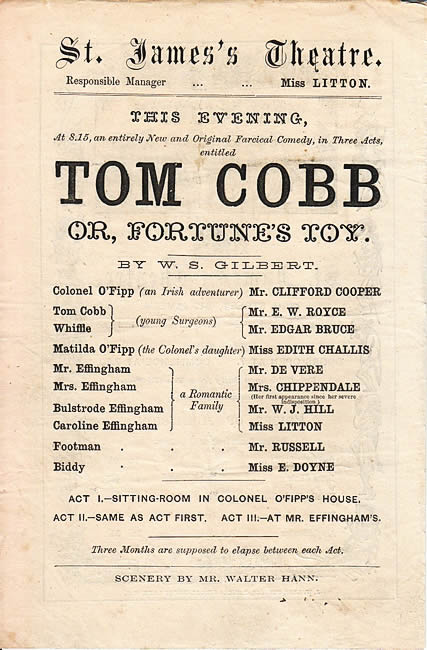 St. James's Theatre.
Responsible Manager ... ... Miss LITTON.
THIS EVENING,
At 8.15, an entirely New and Original Farcical Comedy, in Three Acts,
entitled
TOM COBB
OR, FORTUNE'S TOY.
BY W. S. GILBERT.
Colonel O'Fipp (an Irish adventurer) Mr. CLIFFORD COOPER
Tom Cobb Mr. E. W. ROYCE
(young Surgeons)
Whiffle Mr. EDGAR BRUCE
Matilda O'Fipp (the Colonel's daughter) Miss EDITH CHALLIS
Mr. Effingham Mr. DE VERE
Mrs. Effingham Mrs. CHIPPENDALE
a Romantic Family
(Her first appearance since her severe indisposition)
Bulstrode Effingham Mr. W. J. HILL
Caroline Effingham Miss LITTON
Footman . . . Mr. RUSSELL
Biddy . . . Miss E. DOYNE
ACT I.—SITTING-ROOM IN COLONEL O'FIPP'S HOUSE.
ACT II.—SAME AS ACT FIRST. ACT III.—AT MR. EFFINGHAM'S.
Three Months are supposed to elapse between each Act.
SCENERY BY MR. WALTER HANN.